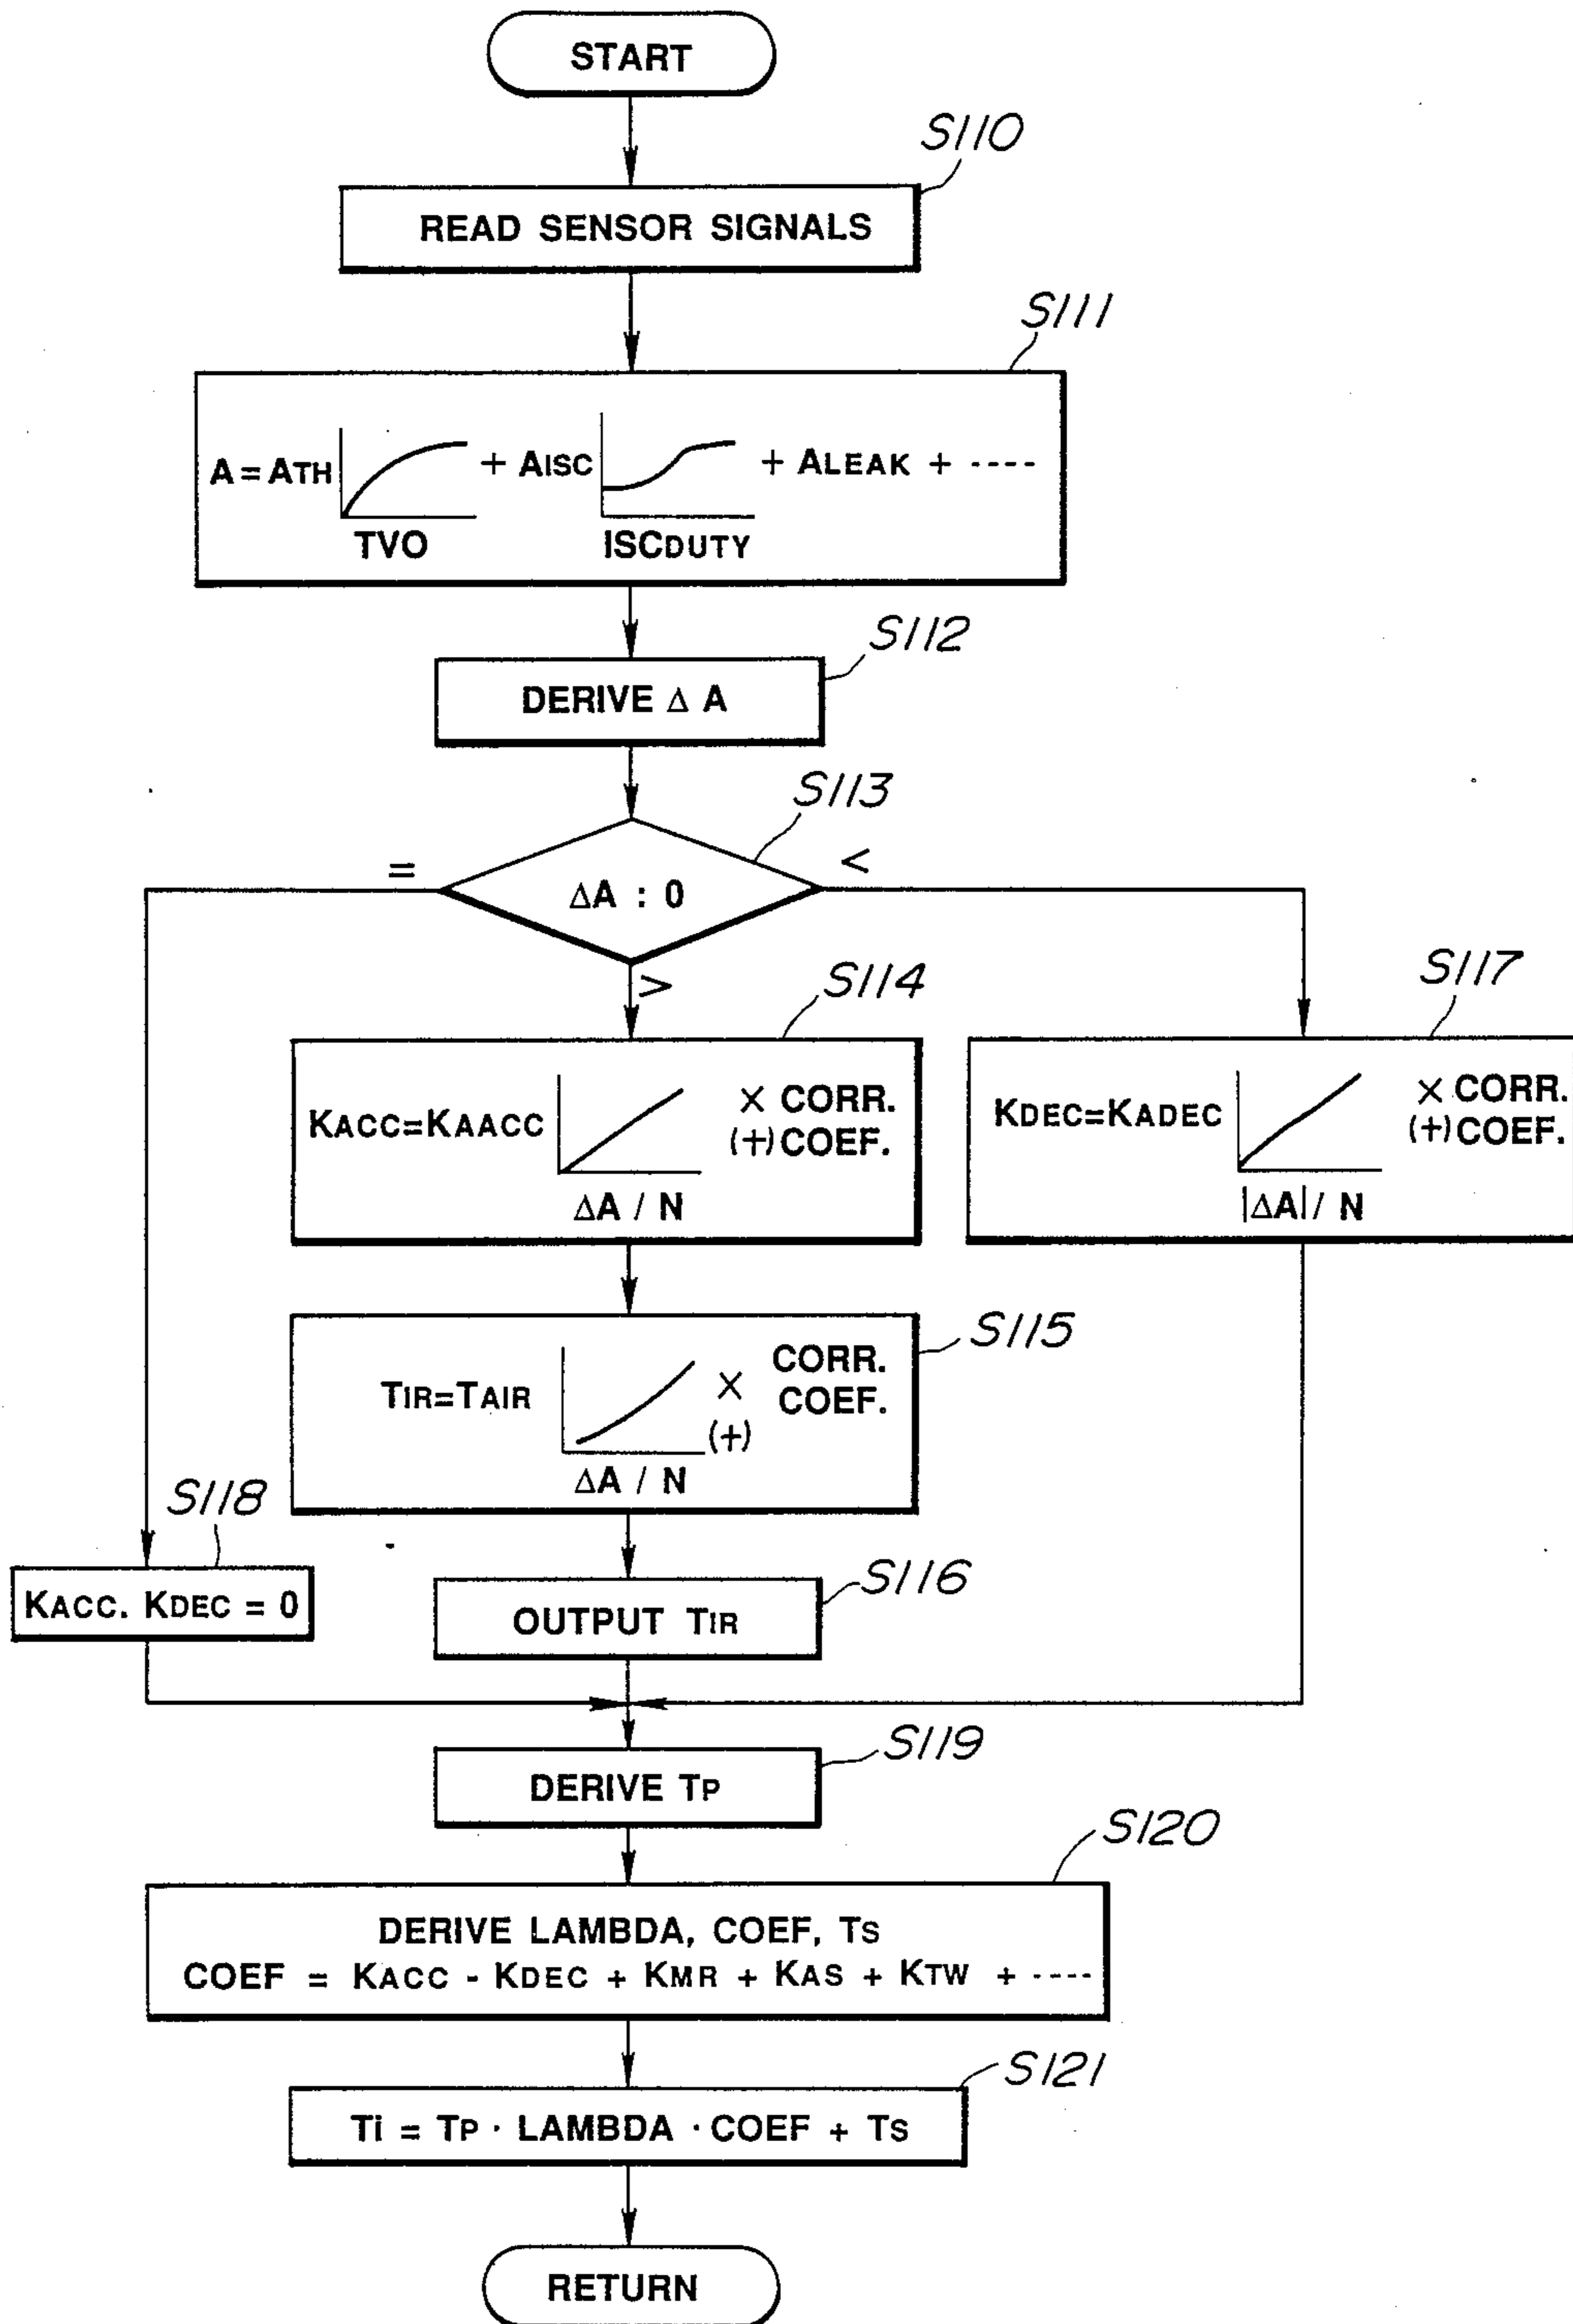 START
S110
READ SENSOR SIGNALS
S111
A = ATH + AISC + ALEAK + ----
TVO ISCDUTY
S112
DERIVE Δ A
S113
= <
ΔA : 0
>
S114
S117
KACC=KAACC × CORR.
(+) COEF.
ΔA / N
KDEC=KADEC × CORR.
(+) COEF.
|ΔA| / N
S115
TIR=TAIR × CORR.
(+) COEF.
ΔA / N
S118
KACC. KDEC = 0
S116
OUTPUT TIR
S119
DERIVE TP
S120
DERIVE LAMBDA, COEF, TS
COEF = KACC - KDEC + KMR + KAS + KTW + ----
S121
Ti = TP · LAMBDA · COEF + TS
RETURN